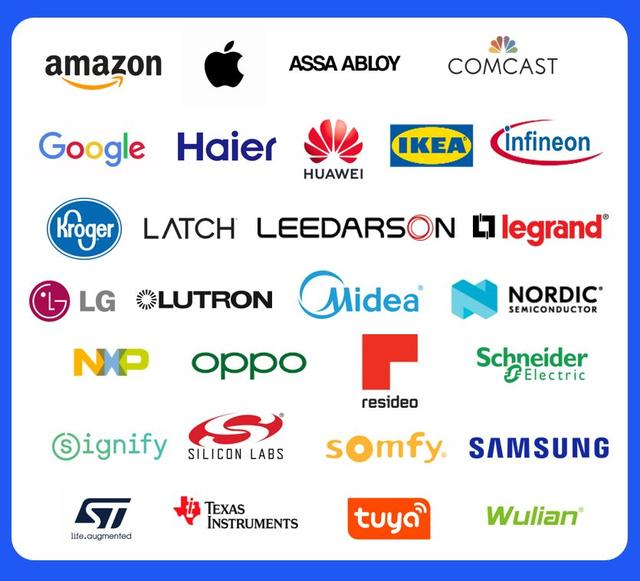 amazon
ASSA ABLOY
COMCAST
Google
Haier
HUAWEI
IKEA
infineon
Kroger
LATCH
LEEDARSON
legrand®
LG LG
LUTRON
Midea®
NORDIC®
SEMICONDUCTOR
NXP
oppo
resideo
Schneider
Electric
Signify
SILICON LABS
somfy®
SAMSUNG
ST
life.augmented
TEXAS
INSTRUMENTS
tuya
Wulian®